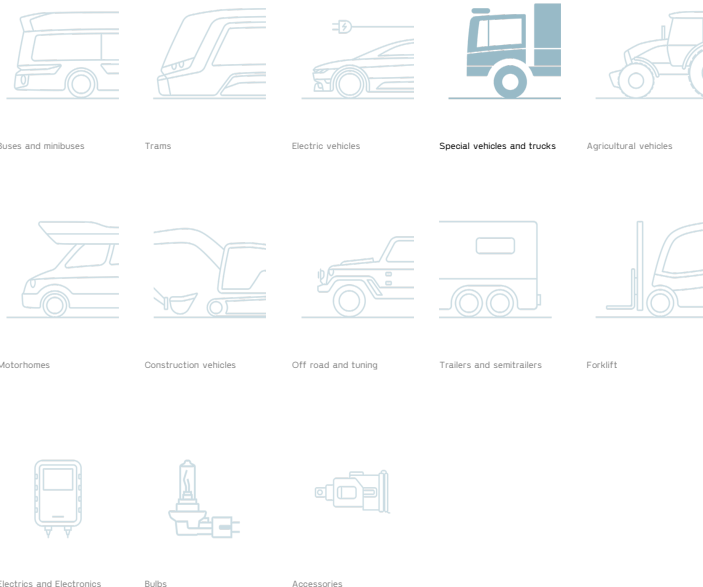 Buses and minibuses
Trams
Electric vehicles
Special vehicles and trucks
Agricultural vehicles
Motorhomes
Construction vehicles
Off road and tuning
Trailers and semitrailers
Forklift
Electrics and Electronics
Bulbs
Accessories